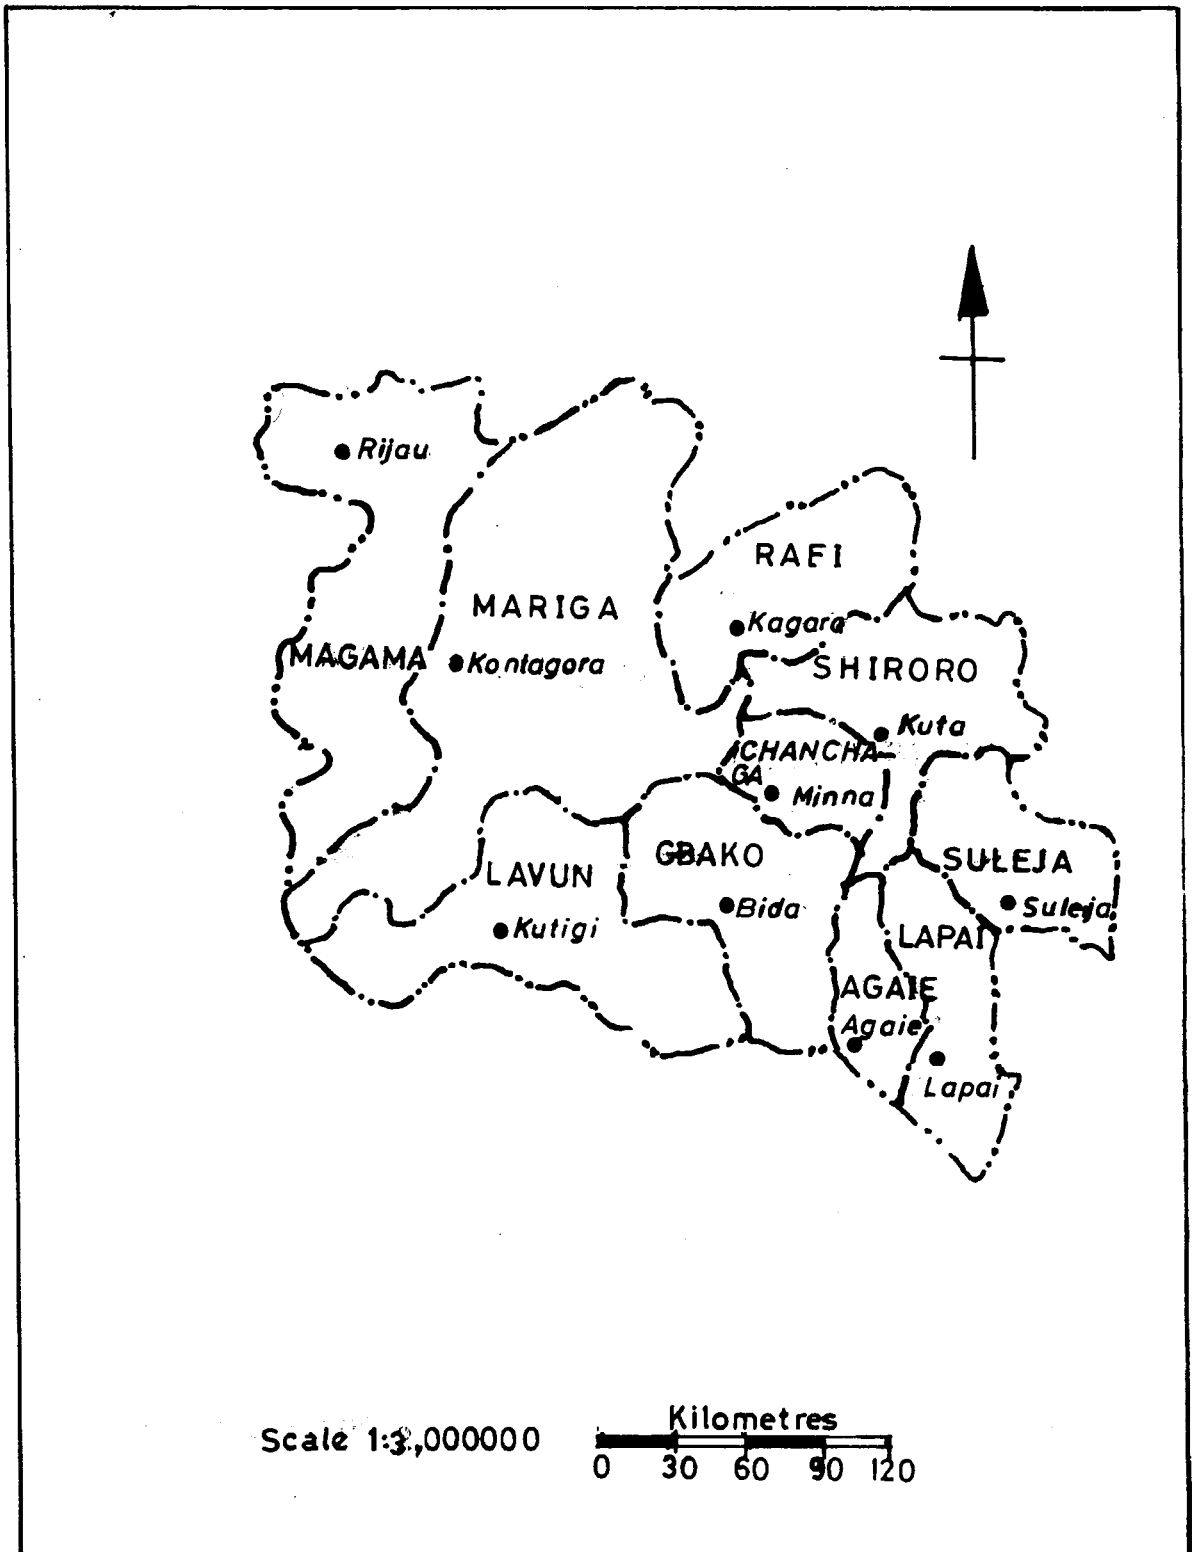 Rijau
RAFI
MARIGA
Kagara
MAGAMA
Kontagora
SHIRORO
Kuta
CHANCHA
GA
Minna
GBAKO
SULEJA
LAVUN
Suleja
Bida
Kutigi
LAPAI
AGAIE
Agaie
Lapai
Kilometres
Scale 1:3,000000
0 30 60 90 120